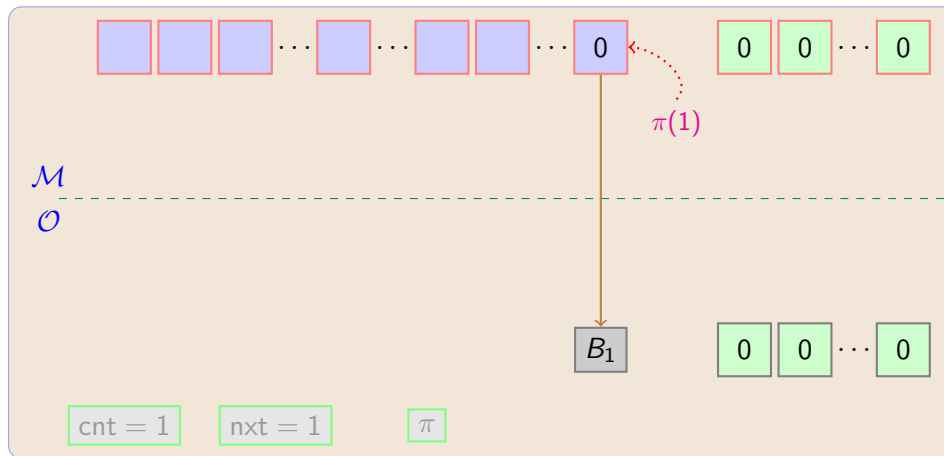 ··· ··· ··· 0 0 0 ··· 0
π(1)
ℳ
𝒪
B₁ 0 0 ··· 0
cnt = 1 nxt = 1 π